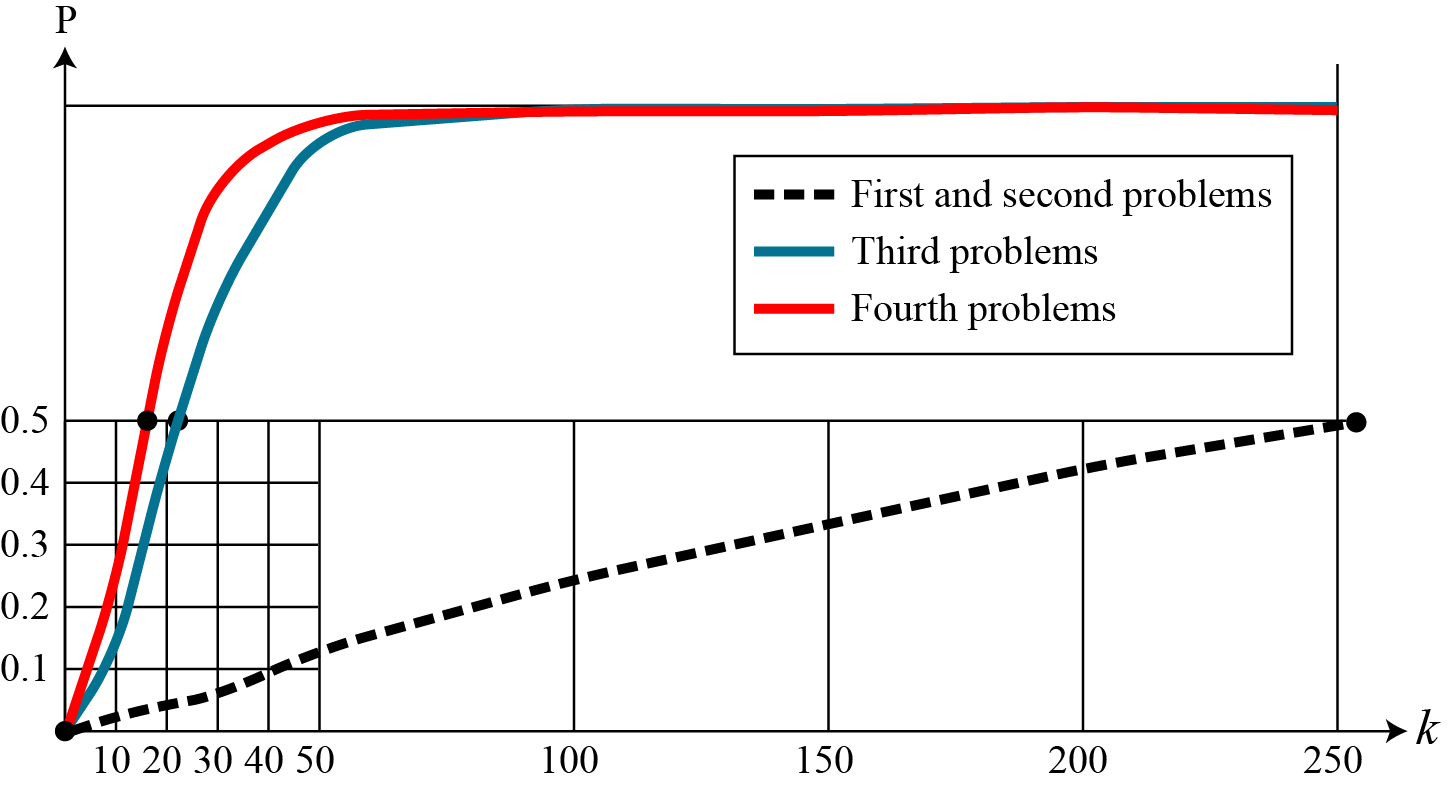 P
First and second problems
Third problems
Fourth problems
0.5
0.4
0.3
0.2
0.1
10 20 30 40 50 100 150 200 250 k